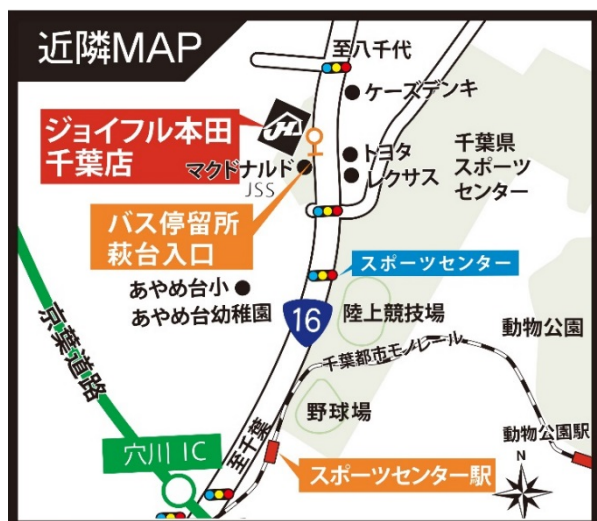 近隣MAP
至八千代
ケーズデンキ
ジョイフル本田
千葉店
トヨタ
レクサス
千葉県
スポーツ
センター
マクドナルド
JSS
バス停留所
萩台入口
スポーツセンター
あやめ台小
あやめ台幼稚園
16
陸上競技場
動物公園
京葉道路
千葉都市モノレール
野球場
至千葉
動物公園駅
穴川 IC
スポーツセンター駅
N